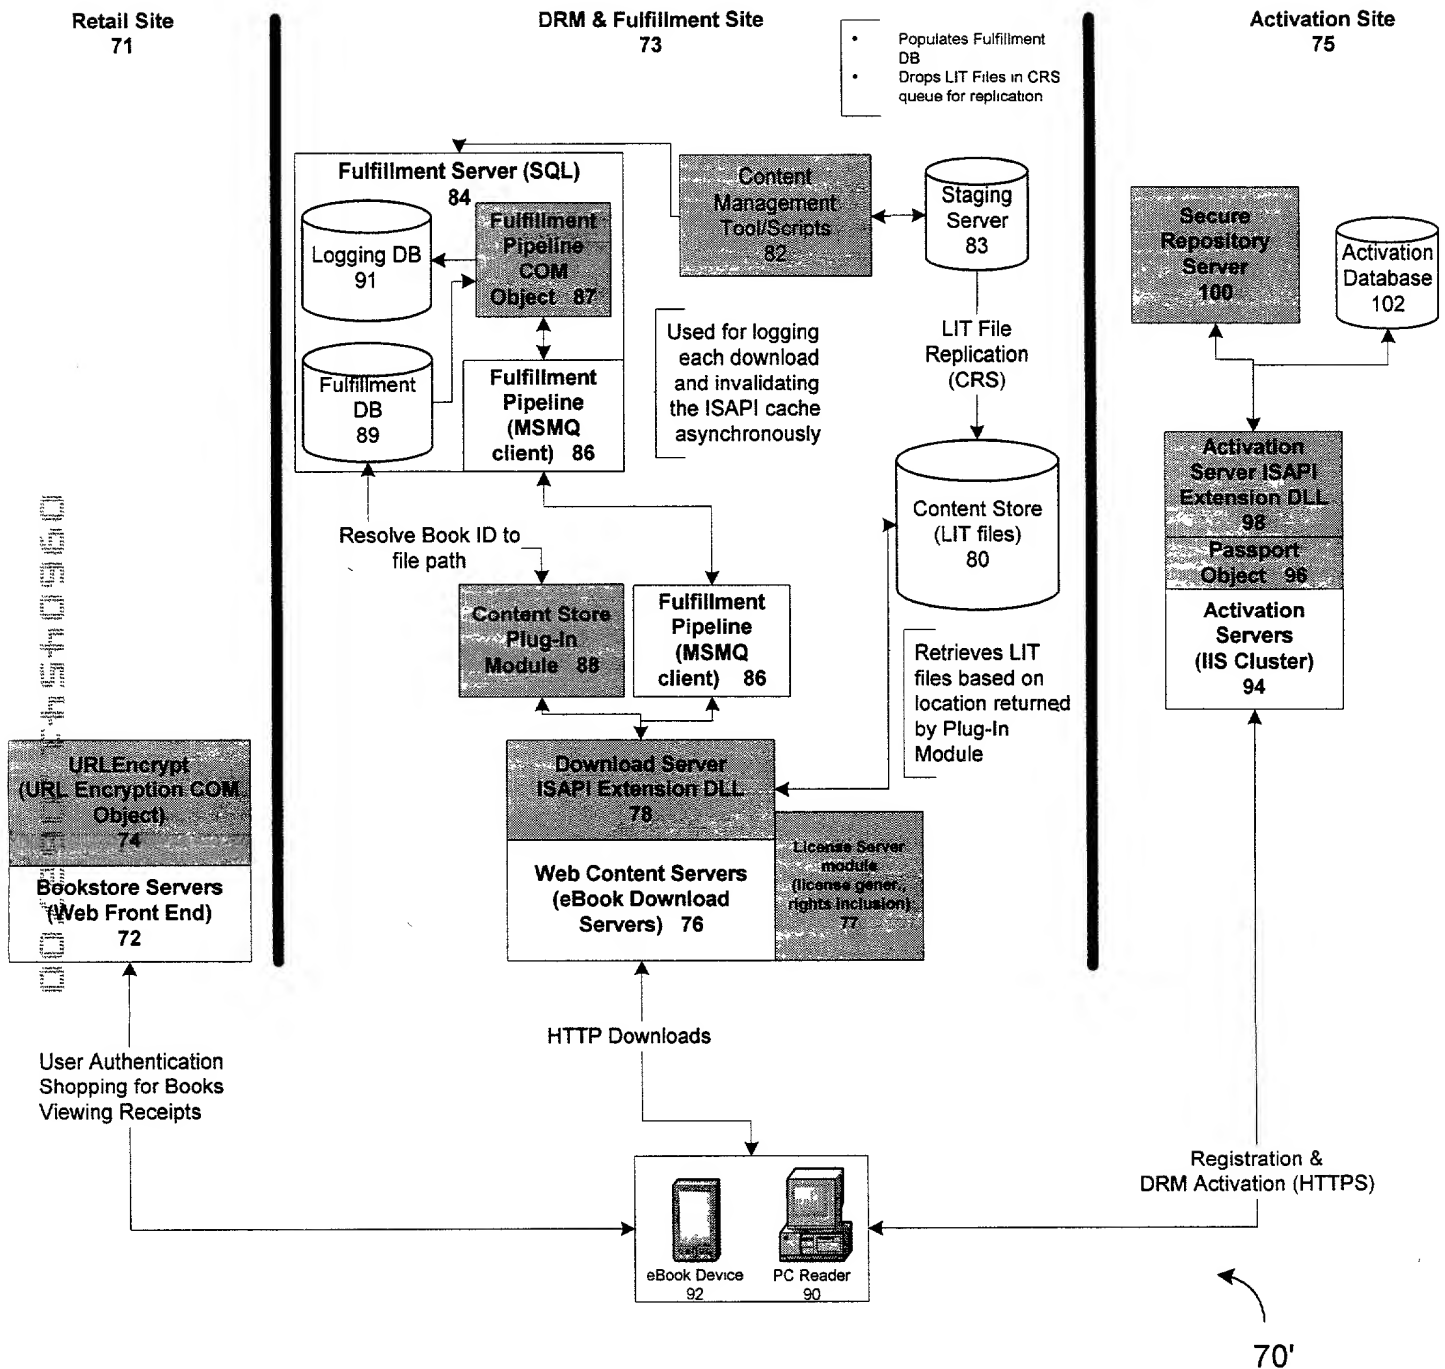 Retail Site
71
DRM & Fulfillment Site
73
Activation Site
75
• Populates Fulfillment
DB
• Drops LIT Files in CRS
queue for replication
Fulfillment Server (SQL)
84
Logging DB
91
Fulfillment
Pipeline
COM
Object 87
Fulfillment
DB
89
Fulfillment
Pipeline
(MSMQ
client) 86
Content
Management
Tool/Scripts
82
Staging
Server
83
Used for logging
each download
and invalidating
the ISAPI cache
asynchronously
LIT File
Replication
(CRS)
Content Store
(LIT files)
80
Secure
Repository
Server
100
Activation
Database
102
Activation
Server ISAPI
Extension DLL
98
Passport
Object 96
Activation
Servers
(IIS Cluster)
94
Resolve Book ID to
file path
Content Store
Plug-In
Module 88
Fulfillment
Pipeline
(MSMQ
client) 86
Retrieves LIT
files based on
location returned
by Plug-In
Module
URLEncrypt
(URL Encryption COM
Object)
74
Bookstore Servers
(Web Front End)
72
Download Server
ISAPI Extension DLL
78
Web Content Servers
(eBook Download
Servers) 76
License Server
module
(license gener.,
rights inclusion)
77
User Authentication
Shopping for Books
Viewing Receipts
HTTP Downloads
Registration &
DRM Activation (HTTPS)
eBook Device
92
PC Reader
90
70'